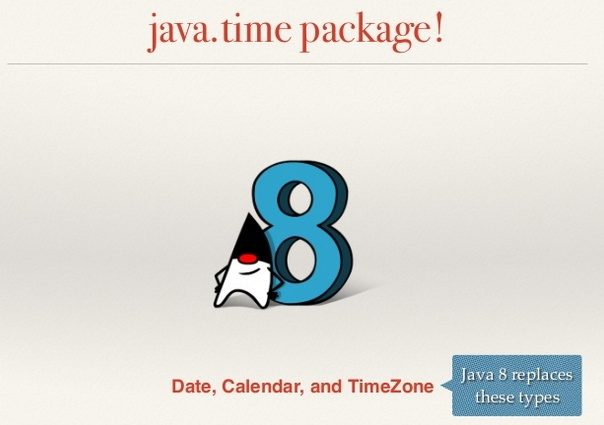 java.time package!
8
Date, Calendar, and TimeZone
Java 8 replaces
these types